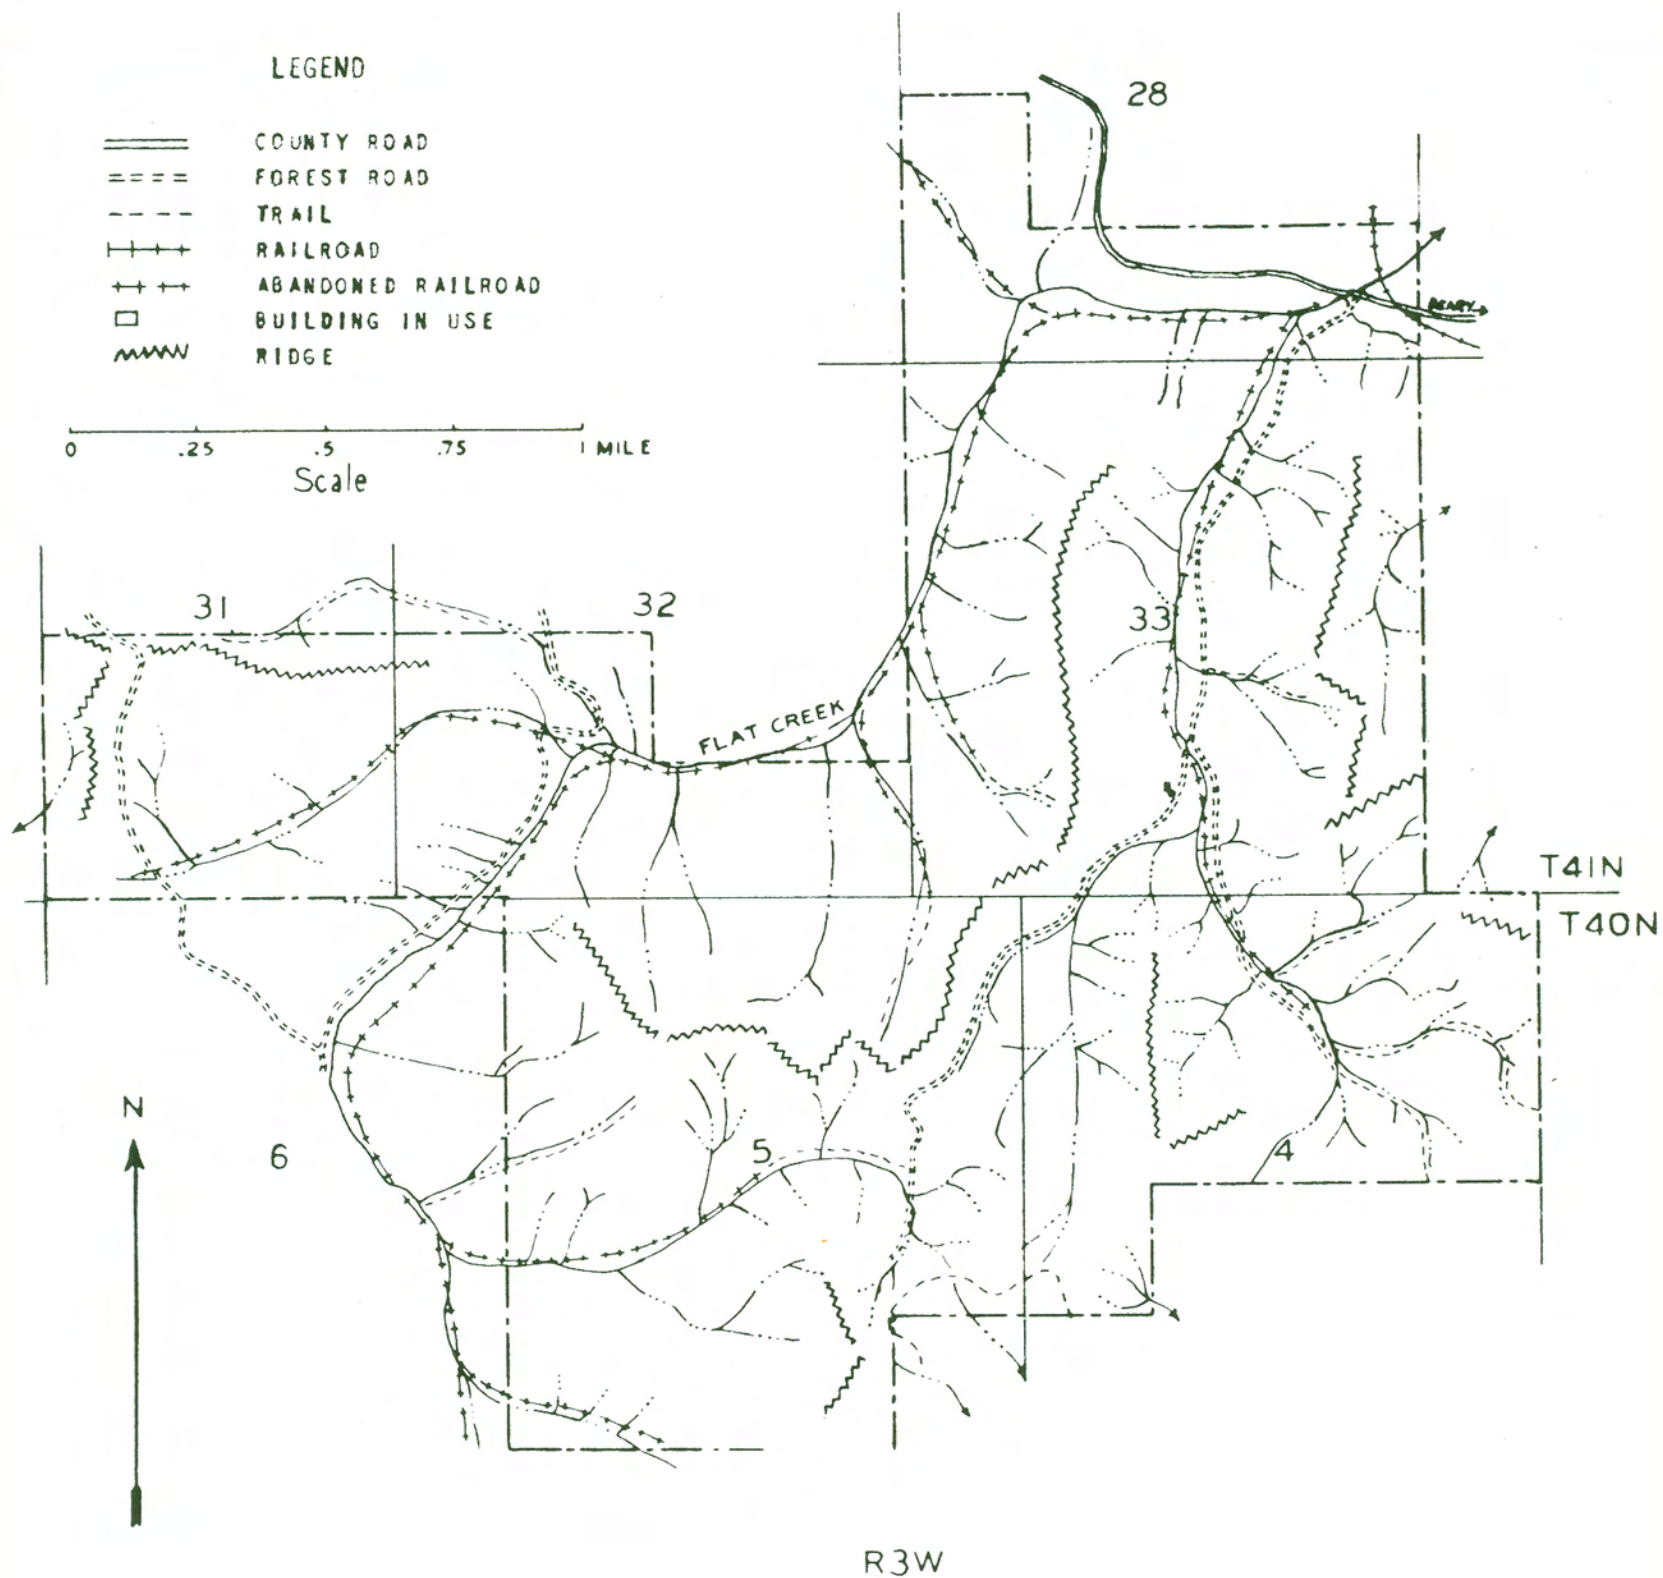 LEGEND
COUNTY ROAD
FOREST ROAD
TRAIL
RAILROAD
ABANDONED RAILROAD
BUILDING IN USE
RIDGE
0 .25 .5 .75 1 MILE
Scale
28
31
32
33
FLAT CREEK
T41N
T40N
N
6
5
4
R3W